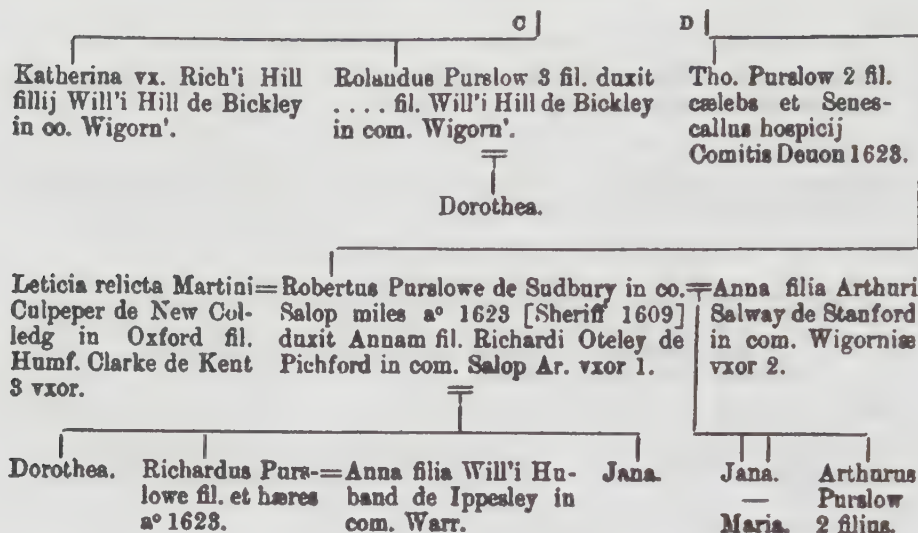 C
D
Katherina vx. Rich'i Hill
fillij Will'i Hill de Bickley
in co. Wigorn'.
Rolandus Purslow 3 fil. duxit
.... fil. Will'i Hill de Bickley
in com. Wigorn'.
Tho. Purslow 2 fil.
cælebs et Senes-
callus hospicij
Comitis Deuon 1623.
Dorothea.
Leticia relicta Martini
Culpeper de New Col-
ledg in Oxford fil.
Humf. Clarke de Kent
3 vxor.
=
Robertus Purslowe de Sudbury in co.
Salop miles aº 1623 [Sheriff 1609]
duxit Annam fil. Richardi Oteley de
Pichford in com. Salop Ar. vxor 1.
Anna filia Arthuri
Salway de Stanford
in com. Wigorniæ
vxor 2.
Dorothea.
Richardus Purs-
lowe fil. et hæres
aº 1623.
=
Anna filia Will'i Hu-
band de Ippesley in
com. Warr.
Jana.
Jana.
—
Maria.
Arthurus
Purslow
2 filius.